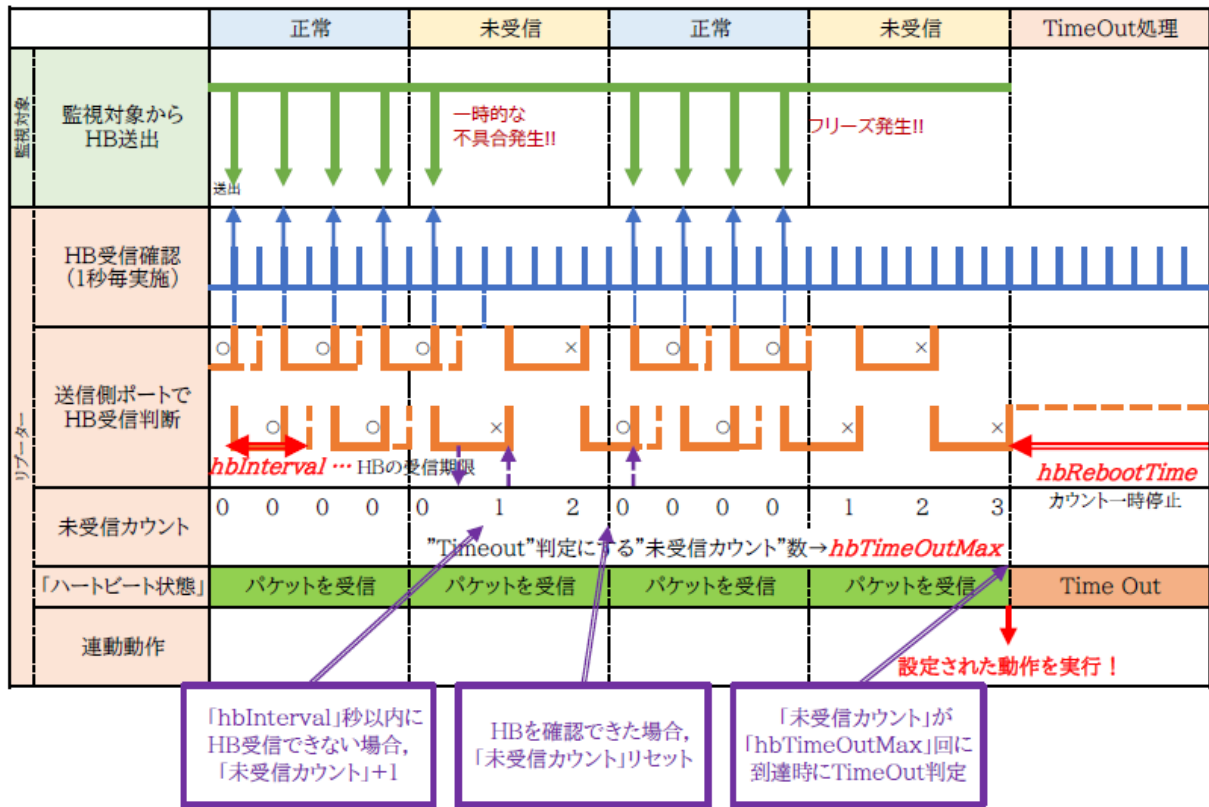 正常
未受信
正常
未受信
TimeOut処理
監視対象
監視対象から
HB送出
一時的な
不具合発生!!
フリーズ発生!!
送出
リブーター
HB受信確認
(1秒毎実施)
送信側ポートで
HB受信判断
○ ○ ○ × ○ ○ ×
○ ○ × ○ ○ × ×
hbInterval … HBの受信期限
hbRebootTime
未受信カウント
0 0 0 0 0 1 2 0 0 0 0 1 2 3
カウント一時停止
”Timeout”判定にする”未受信カウント”数→hbTimeOutMax
「ハートビート状態」
パケットを受信
パケットを受信
パケットを受信
パケットを受信
Time Out
連動動作
設定された動作を実行！
「hbInterval」秒以内に
HB受信できない場合,
「未受信カウント」+1
HBを確認できた場合,
「未受信カウント」リセット
「未受信カウント」が
「hbTimeOutMax」回に
到達時にTimeOut判定